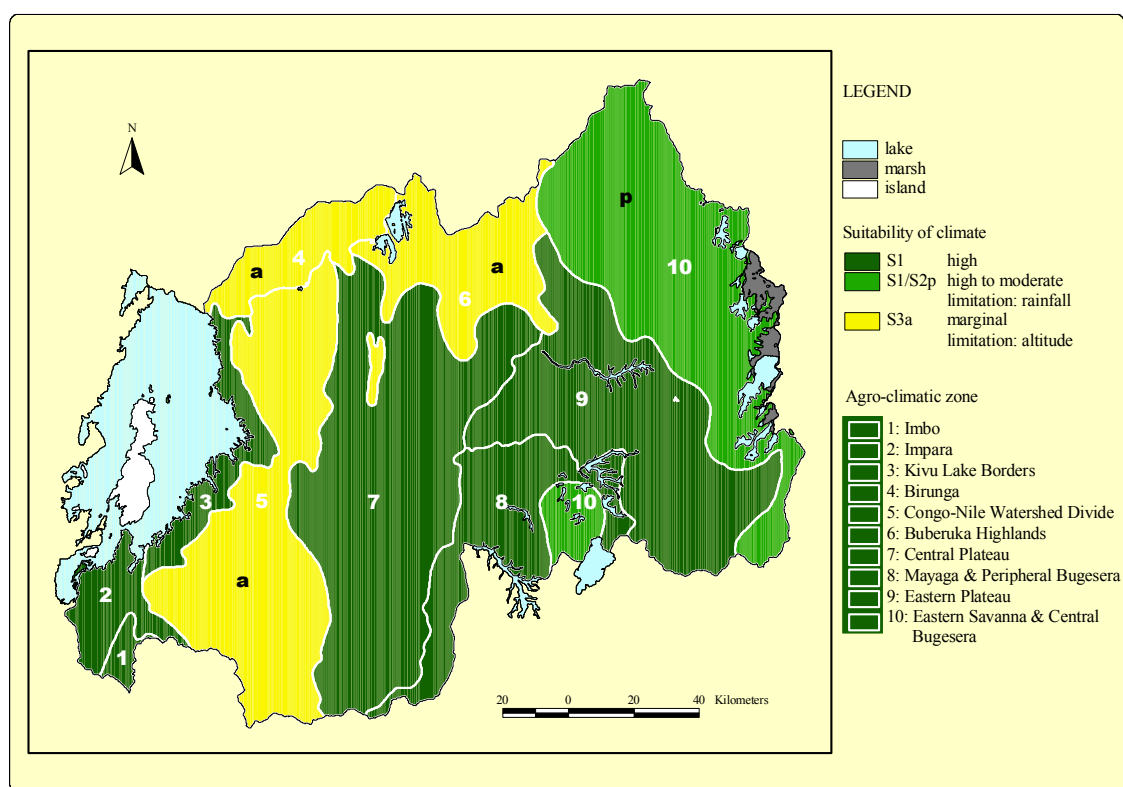 N
a
4
a
6
p
10
9
3
5
7
8
10
a
2
1
20 0 20 40 Kilometers
LEGEND
lake
marsh
island
Suitability of climate
S1 high
S1/S2p high to moderate
limitation: rainfall
S3a marginal
limitation: altitude
Agro-climatic zone
1: Imbo
2: Impara
3: Kivu Lake Borders
4: Birunga
5: Congo-Nile Watershed Divide
6: Buberuka Highlands
7: Central Plateau
8: Mayaga & Peripheral Bugesera
9: Eastern Plateau
10: Eastern Savanna & Central
Bugesera